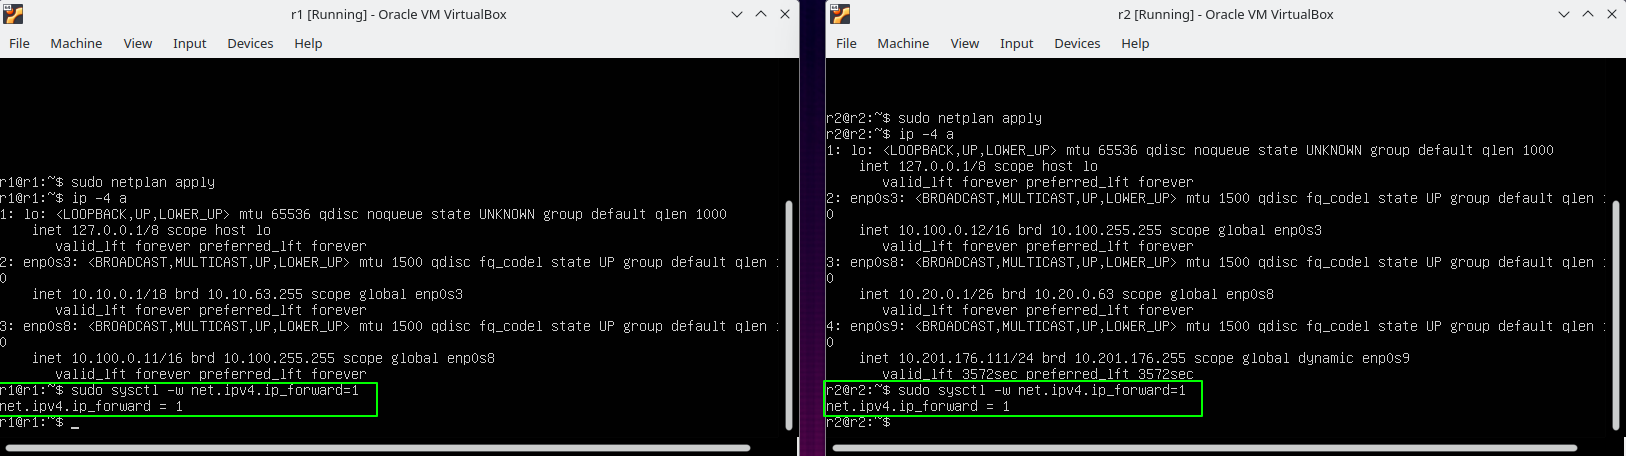 r1 [Running] - Oracle VM VirtualBox
File Machine View Input Devices Help
r1@r1:~$ sudo netplan apply
r1@r1:~$ ip -4 a
1: lo: <LOOPBACK,UP,LOWER_UP> mtu 65536 qdisc noqueue state UNKNOWN group default qlen 1000
inet 127.0.0.1/8 scope host lo
valid_lft forever preferred_lft forever
2: enp0s3: <BROADCAST,MULTICAST,UP,LOWER_UP> mtu 1500 qdisc fq_codel state UP group default qlen 1
0
inet 10.10.0.1/18 brd 10.10.63.255 scope global enp0s3
valid_lft forever preferred_lft forever
3: enp0s8: <BROADCAST,MULTICAST,UP,LOWER_UP> mtu 1500 qdisc fq_codel state UP group default qlen 1
0
inet 10.100.0.11/16 brd 10.100.255.255 scope global enp0s8
valid_lft forever preferred_lft forever
r1@r1:~$ sudo sysctl -w net.ipv4.ip_forward=1
net.ipv4.ip_forward = 1
r1@r1:~$ _
r2 [Running] - Oracle VM VirtualBox
File Machine View Input Devices Help
r2@r2:~$ sudo netplan apply
r2@r2:~$ ip -4 a
1: lo: <LOOPBACK,UP,LOWER_UP> mtu 65536 qdisc noqueue state UNKNOWN group default qlen 1000
inet 127.0.0.1/8 scope host lo
valid_lft forever preferred_lft forever
2: enp0s3: <BROADCAST,MULTICAST,UP,LOWER_UP> mtu 1500 qdisc fq_codel state UP group default qlen 1
0
inet 10.100.0.12/16 brd 10.100.255.255 scope global enp0s3
valid_lft forever preferred_lft forever
3: enp0s8: <BROADCAST,MULTICAST,UP,LOWER_UP> mtu 1500 qdisc fq_codel state UP group default qlen 1
0
inet 10.20.0.1/26 brd 10.20.0.63 scope global enp0s8
valid_lft forever preferred_lft forever
4: enp0s9: <BROADCAST,MULTICAST,UP,LOWER_UP> mtu 1500 qdisc fq_codel state UP group default qlen 1
0
inet 10.201.176.111/24 brd 10.201.176.255 scope global dynamic enp0s9
valid_lft 3572sec preferred_lft 3572sec
r2@r2:~$ sudo sysctl -w net.ipv4.ip_forward=1
net.ipv4.ip_forward = 1
r2@r2:~$